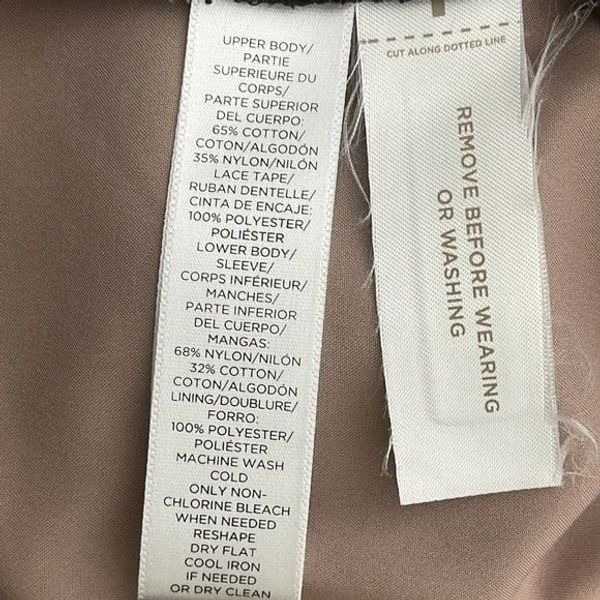 UPPER BODY/
PARTIE
SUPERIEURE DU
CORPS/
PARTE SUPERIOR
DEL CUERPO:
65% COTTON/
COTON/ALGODÓN
35% NYLON/NILÓN
LACE TAPE/
RUBAN DENTELLE/
CINTA DE ENCAJE:
100% POLYESTER/
POLIÉSTER
LOWER BODY/
SLEEVE/
CORPS INFÉRIEUR/
MANCHES/
PARTE INFERIOR
DEL CUERPO/
MANGAS:
68% NYLON/NILÓN
32% COTTON/
COTON/ALGODÓN
LINING/DOUBLURE/
FORRO:
100% POLYESTER/
POLIÉSTER
MACHINE WASH
COLD
ONLY NON-
CHLORINE BLEACH
WHEN NEEDED
RESHAPE
DRY FLAT
COOL IRON
IF NEEDED
OR DRY CLEAN
CUT ALONG DOTTED LINE
REMOVE BEFORE WEARING
OR WASHING